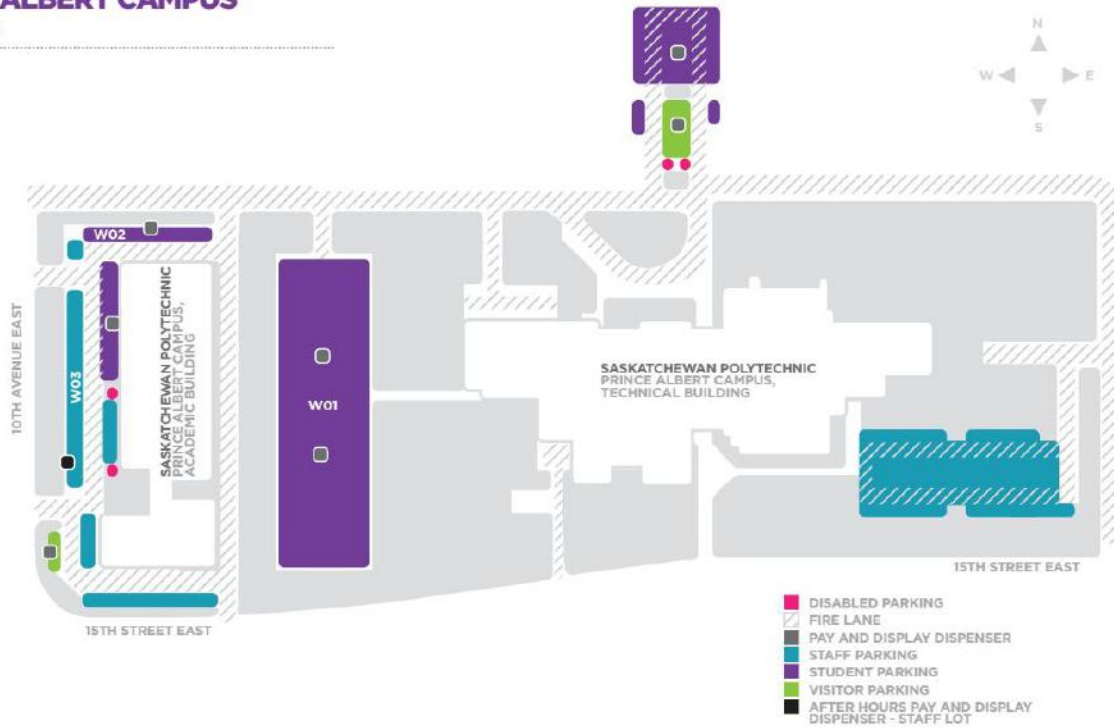 ALBERT CAMPUS
N
W E
S
W02
10TH AVENUE EAST
W03
SASKATCHEWAN POLYTECHNIC
PRINCE ALBERT CAMPUS,
ACADEMIC BUILDING
W01
SASKATCHEWAN POLYTECHNIC
PRINCE ALBERT CAMPUS,
TECHNICAL BUILDING
15TH STREET EAST
15TH STREET EAST
DISABLED PARKING
FIRE LANE
PAY AND DISPLAY DISPENSER
STAFF PARKING
STUDENT PARKING
VISITOR PARKING
AFTER HOURS PAY AND DISPLAY
DISPENSER - STAFF LOT